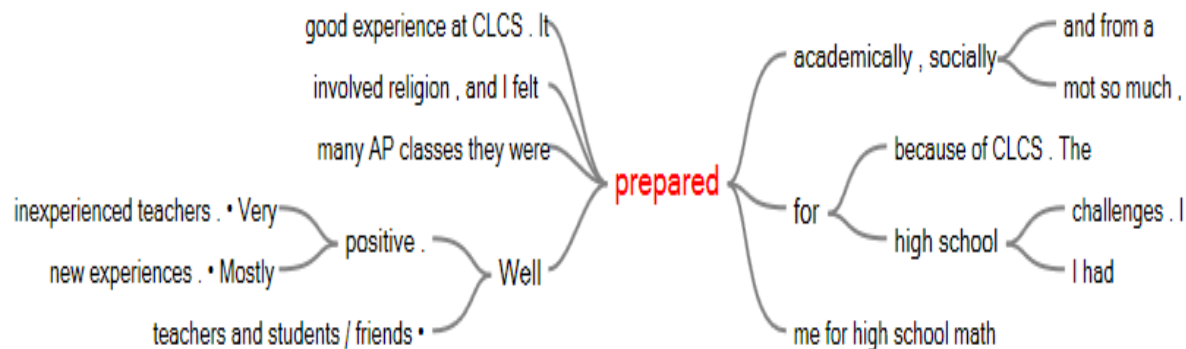 good experience at CLCS . It
involved religion , and I felt
many AP classes they were
inexperienced teachers . • Very
new experiences . • Mostly
positive .
teachers and students / friends •
Well
prepared
academically , socially
and from a
mot so much ,
for
because of CLCS . The
high school
challenges . I
I had
me for high school math